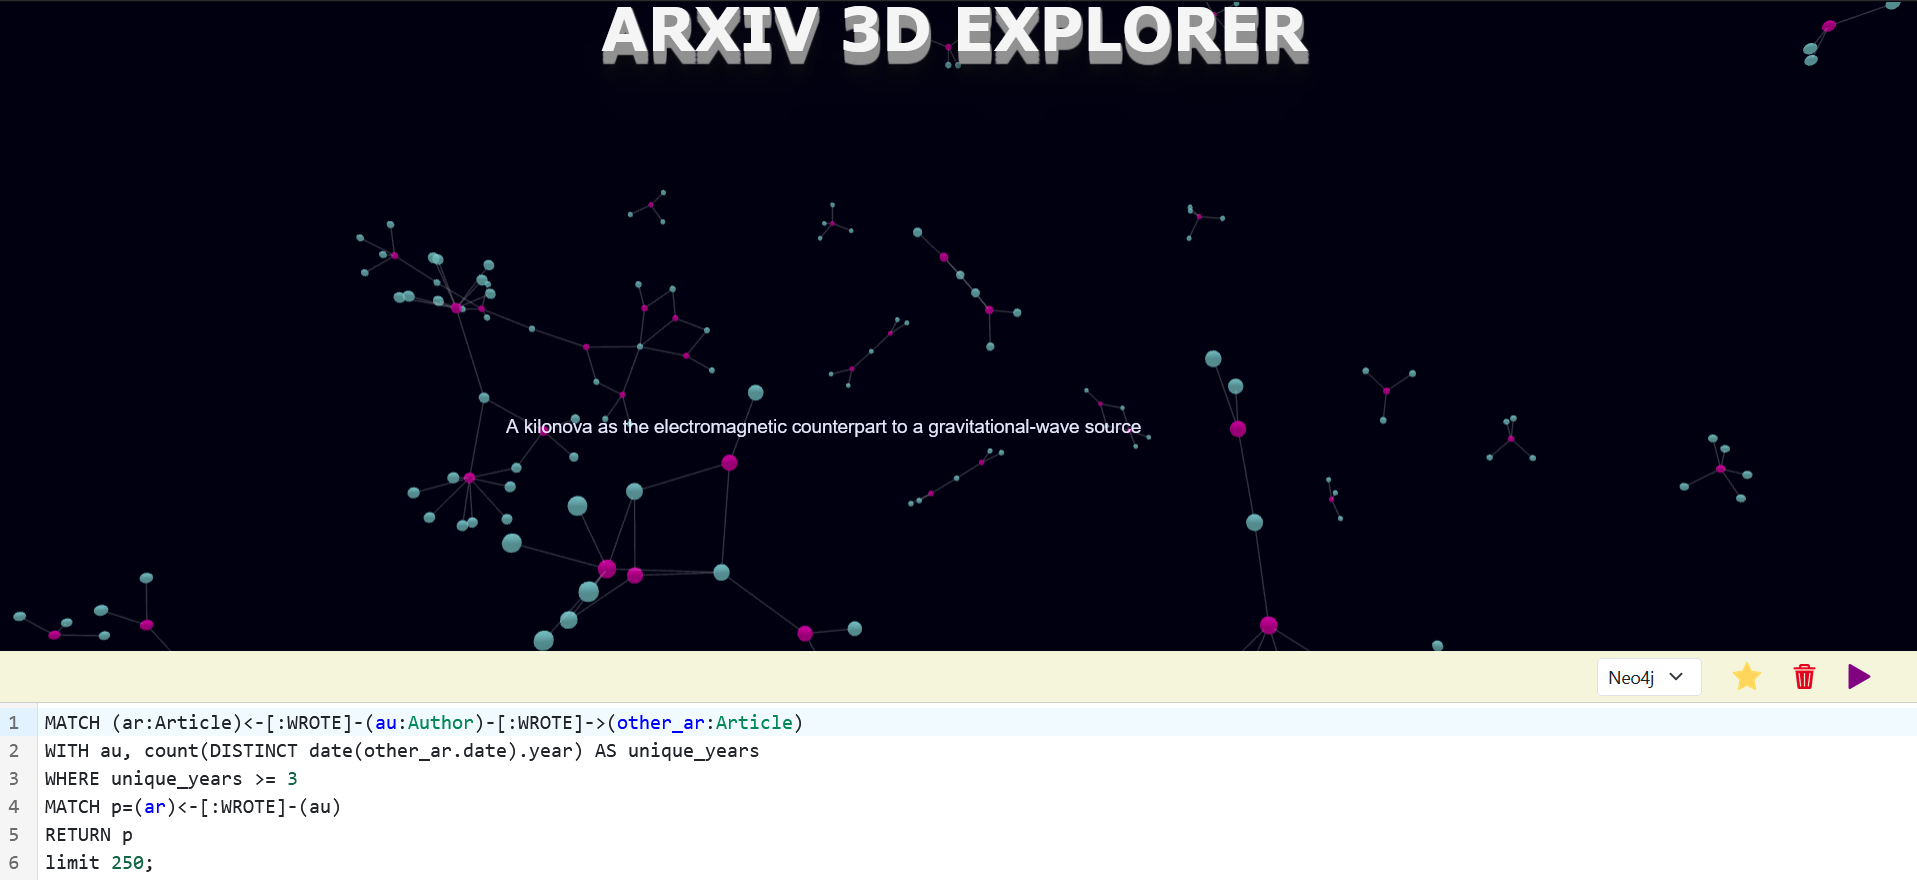 ARXIV 3D EXPLORER
A kilonova as the electromagnetic counterpart to a gravitational-wave source
Neo4j
1 MATCH (ar:Article)<-[:WROTE]-(au:Author)-[:WROTE]->(other_ar:Article)
2 WITH au, count(DISTINCT date(other_ar.date).year) AS unique_years
3 WHERE unique_years >= 3
4 MATCH p=(ar)<-[:WROTE]-(au)
5 RETURN p
6 limit 250;